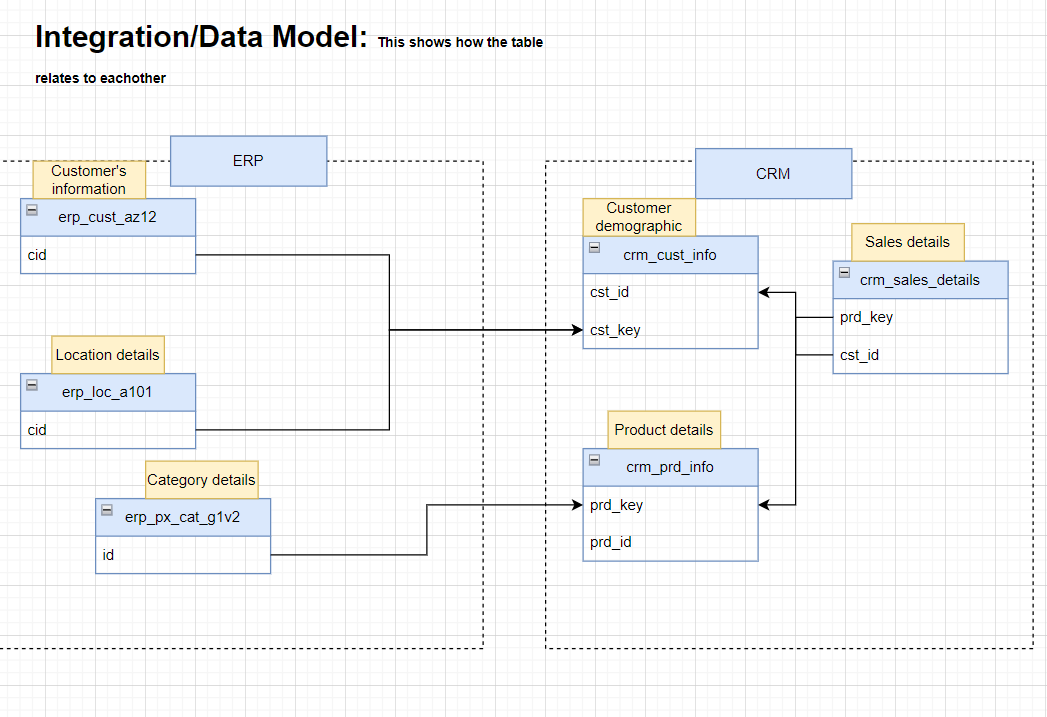 Integration/Data Model: This shows how the table
relates to eachother
ERP
Customer's
information
erp_cust_az12
cid
Location details
erp_loc_a101
cid
Category details
erp_px_cat_g1v2
id
CRM
Customer
demographic
crm_cust_info
cst_id
cst_key
Sales details
crm_sales_details
prd_key
cst_id
Product details
crm_prd_info
prd_key
prd_id